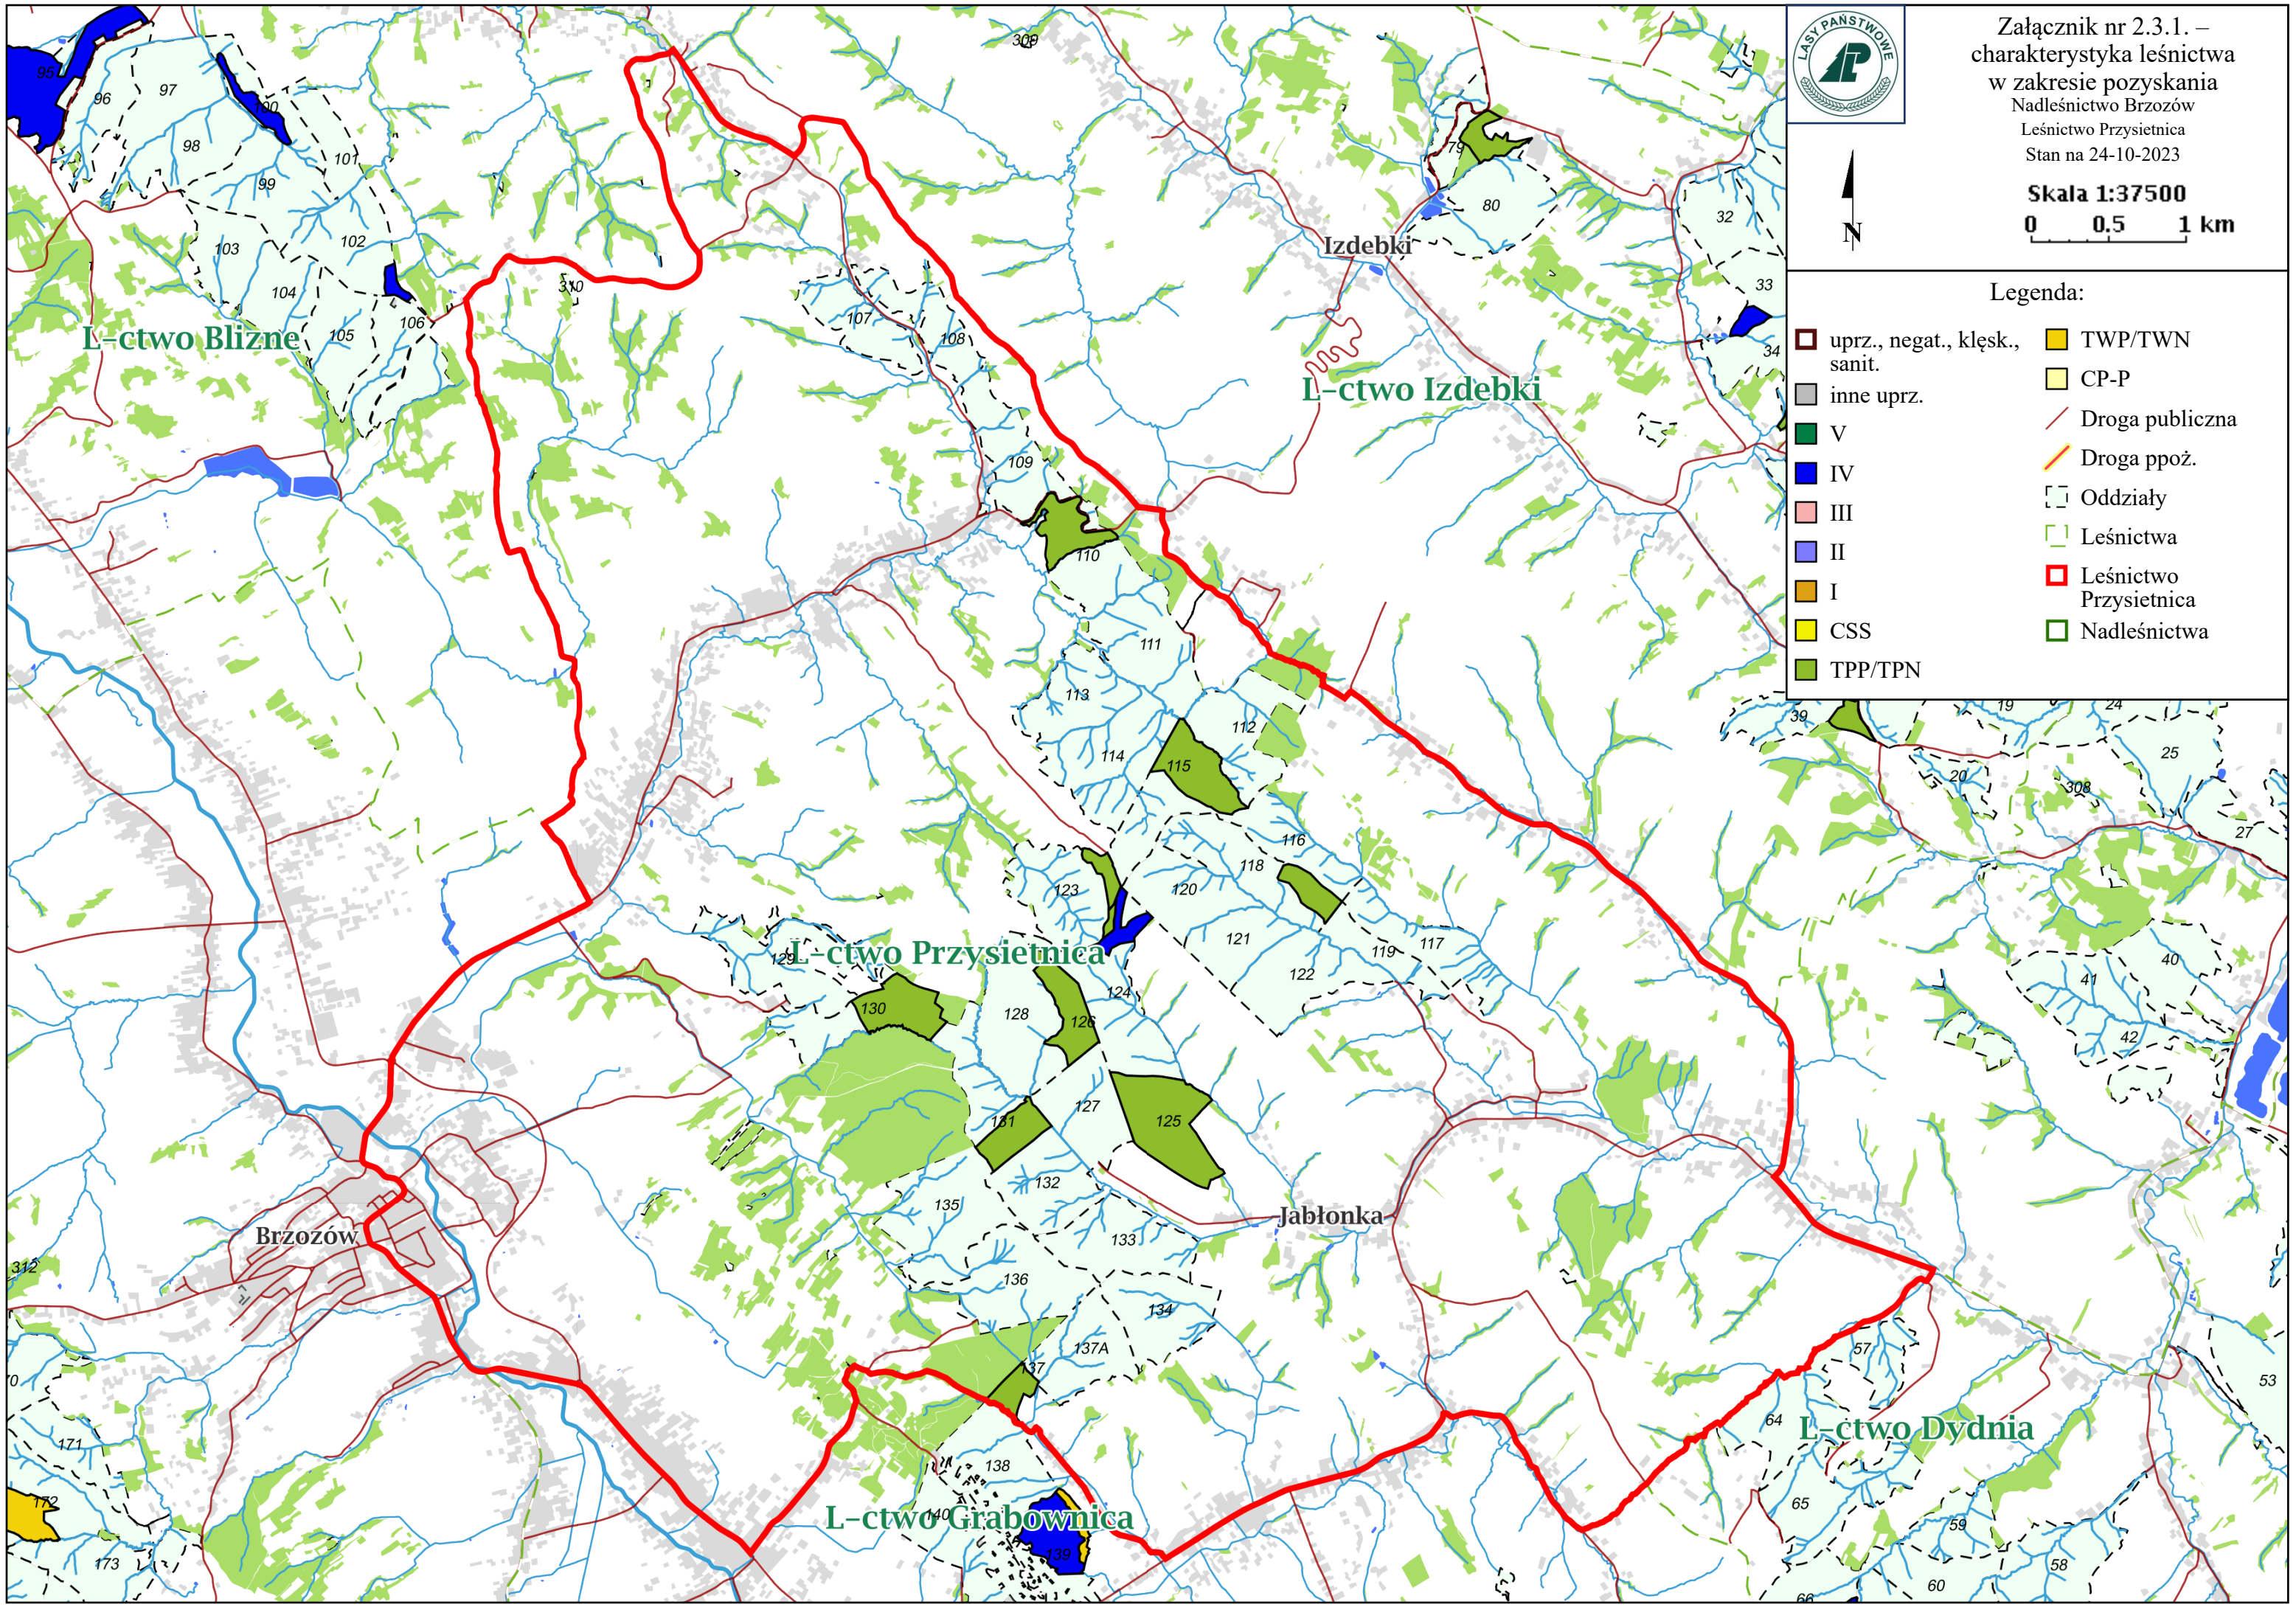 LASY PAŃSTWOWE
Załącznik nr 2.3.1. –
charakterystyka leśnictwa
w zakresie pozyskania
Nadleśnictwo Brzozów
Leśnictwo Przysietnica
Stan na 24-10-2023
N
Skala 1:37500
0 0.5 1 km
Legenda:
uprz., negat., klęsk.,
sanit.
inne uprz.
V
IV
III
II
I
CSS
TPP/TPN
TWP/TWN
CP-P
Droga publiczna
Droga ppoż.
Oddziały
Leśnictwa
Leśnictwo
Przysietnica
Nadleśnictwa
309
95
96
97
100
98
101
99
79
80
32
33
34
103
102
104
105
106
310
107
108
Izdebki
L-ctwo Blizne
L-ctwo Izdebki
109
110
111
113
112
114
115
39
19
24
25
20
308
27
116
118
123
120
121
117
119
122
L-ctwo Przysietnica
129
124
130
128
126
127
125
131
132
135
133
136
134
137A
137
40
41
42
Jabłonka
Brzozów
312
70
171
172
173
57
53
64
L-ctwo Dydnia
65
59
58
60
66
138
L-ctwo Grabownica
140
139